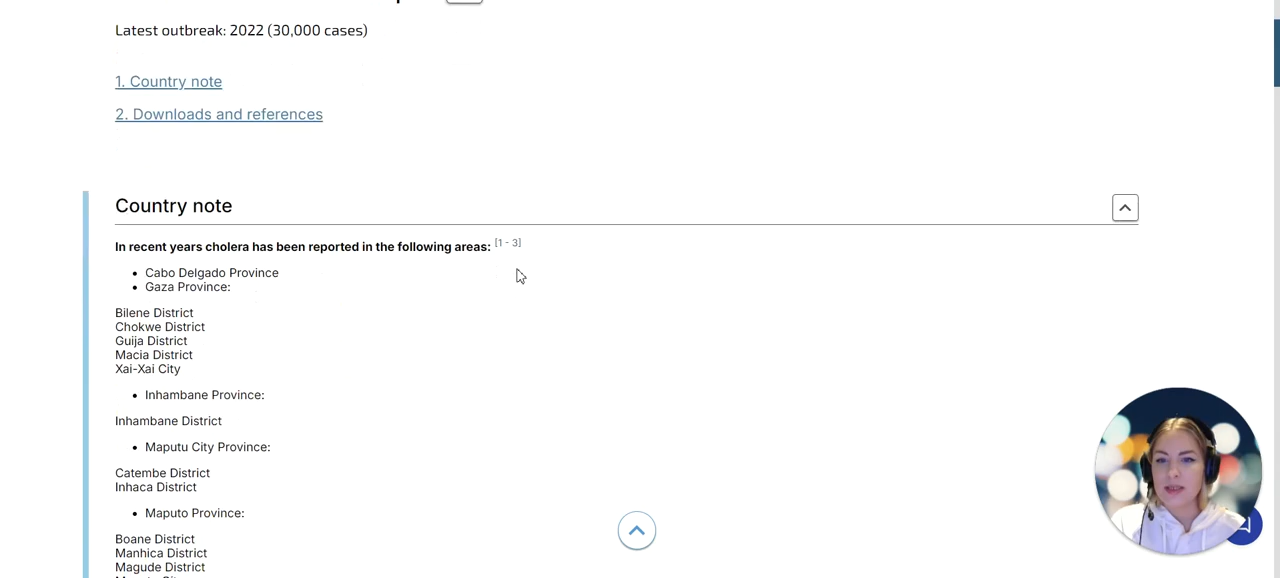 Latest outbreak: 2022 (30,000 cases)
1. Country note
2. Downloads and references
Country note
In recent years cholera has been reported in the following areas: [1 - 3]
• Cabo Delgado Province
• Gaza Province:
Bilene District
Chokwe District
Guija District
Macia District
Xai-Xai City
• Inhambane Province:
Inhambane District
• Maputu City Province:
Catembe District
Inhaca District
• Maputo Province:
Boane District
Manhica District
Magude District